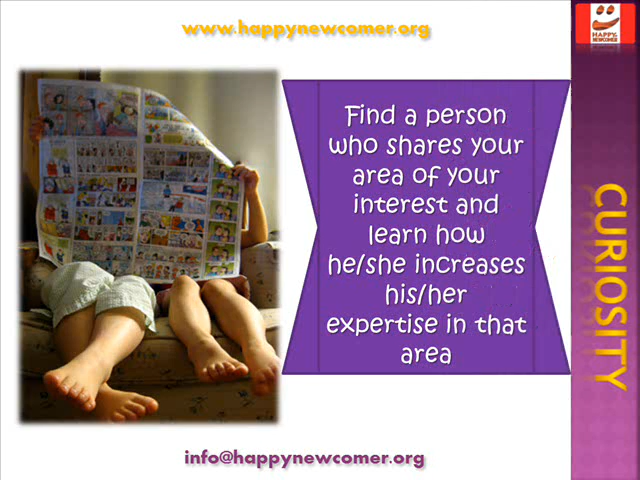 www.happynewcomer.org
HAPPY
NEWCOMER
Find a person
who shares your
area of your
interest and
learn how
he/she increases
his/her
expertise in that
area
CURIOSITY
info@happynewcomer.org